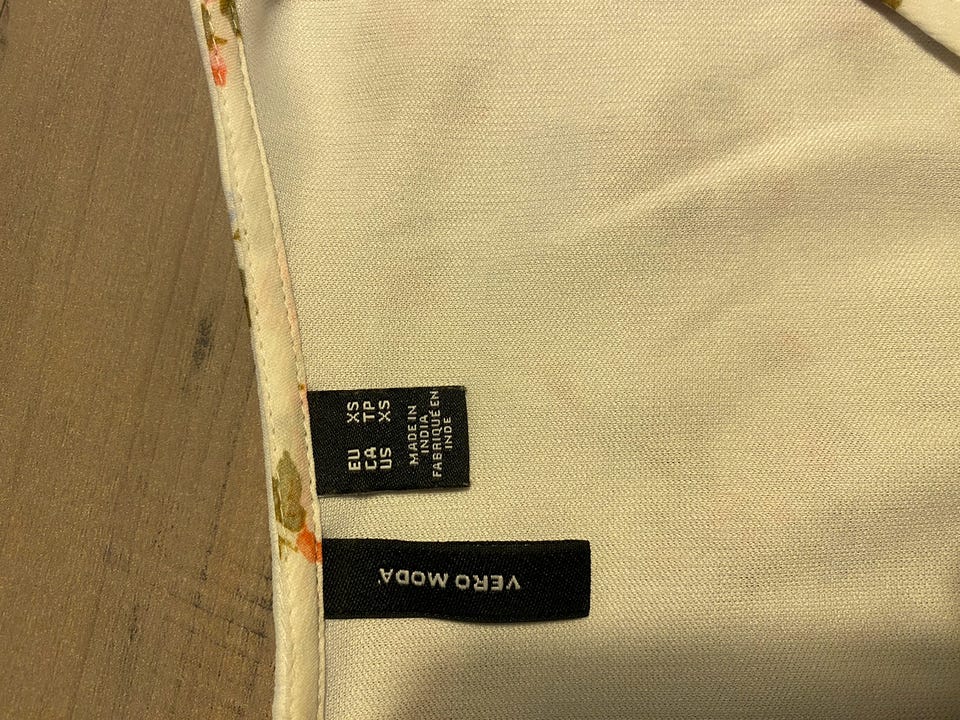 EU XS
CA TP
US XS
MADE IN
INDIA
FABRIQUÉ EN
INDE
VERO MODA